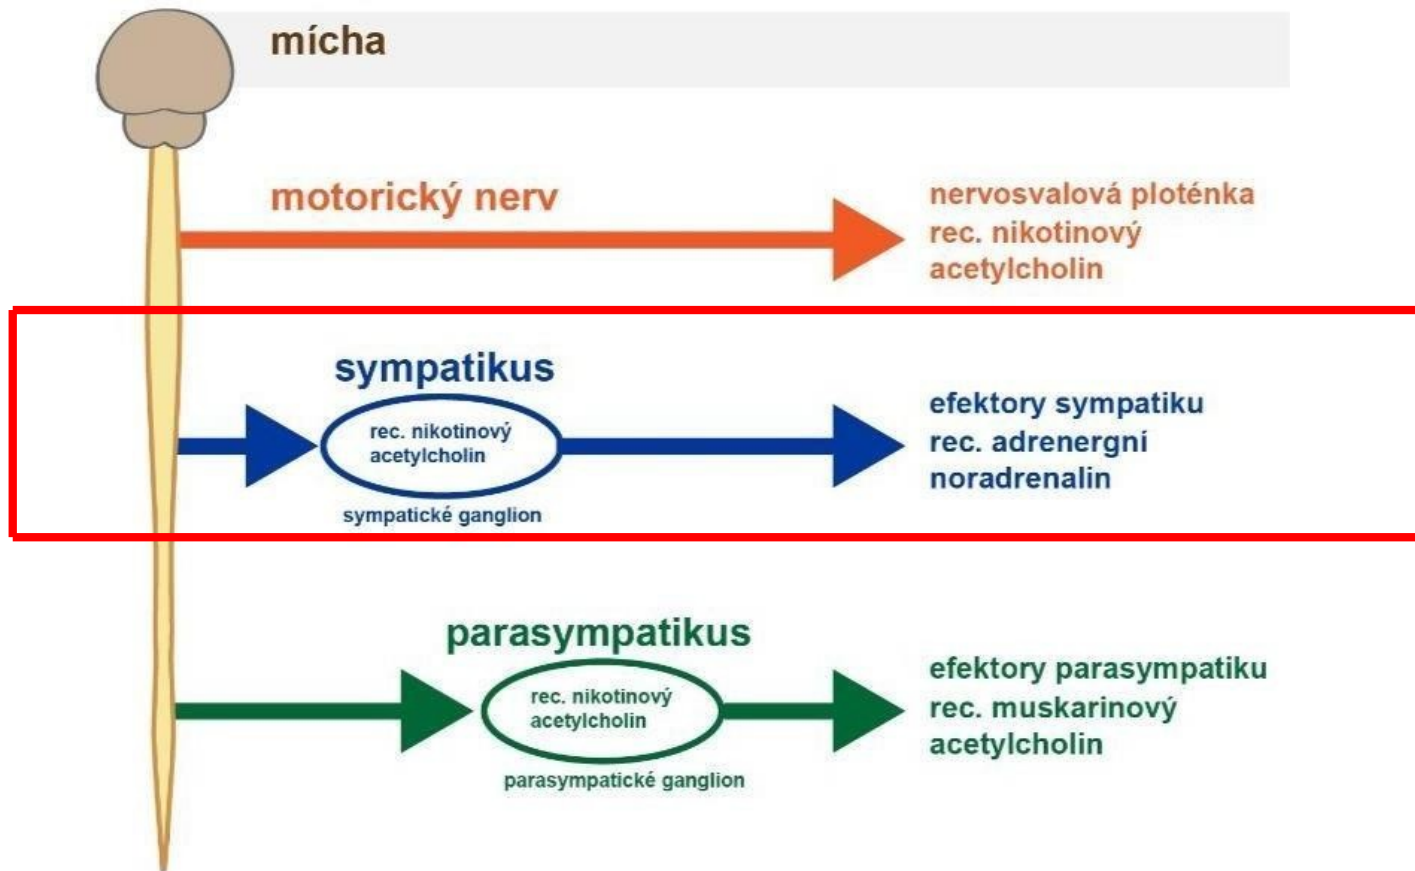 mícha
motorický nerv
nervosvalová ploténka
rec. nikotinový
acetylcholin
sympatikus
rec. nikotinový
acetylcholin
sympatické ganglion
efektory sympatiku
rec. adrenergní
noradrenalin
parasympatikus
rec. nikotinový
acetylcholin
parasympatické ganglion
efektory parasympatiku
rec. muskarinový
acetylcholin